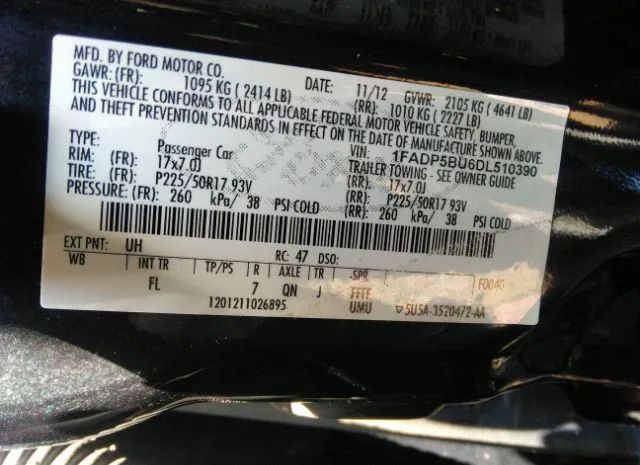 MFD. BY FORD MOTOR CO.
DATE: 11/12 GVWR: 2105 KG ( 4641 LB)
GAWR: (FR): 1095 KG ( 2414 LB) (RR): 1010 KG ( 2227 LB)
THIS VEHICLE CONFORMS TO ALL APPLICABLE FEDERAL MOTOR VEHICLE SAFETY, BUMPER,
AND THEFT PREVENTION STANDARDS IN EFFECT ON THE DATE OF MANUFACTURE SHOWN ABOVE.
VIN: 1FADP5BU6DL510390
TYPE: Passenger Car TRAILER TOWING - SEE OWNER GUIDE
RIM: (FR): 17x7.0J (RR): 17x7.0J
TIRE: (FR): P225/50R17 93V (RR): P225/50R17 93V
PRESSURE: (FR): 260 kPa/ 38 PSI COLD (RR): 260 kPa/ 38 PSI COLD
EXT PNT: UH RC: 47 DSO:
WB INT TR TP/PS R AXLE TR SPR F0040
FL 7 QN J FFFF
1201211026895 UMU 5U5A-3520472-AA